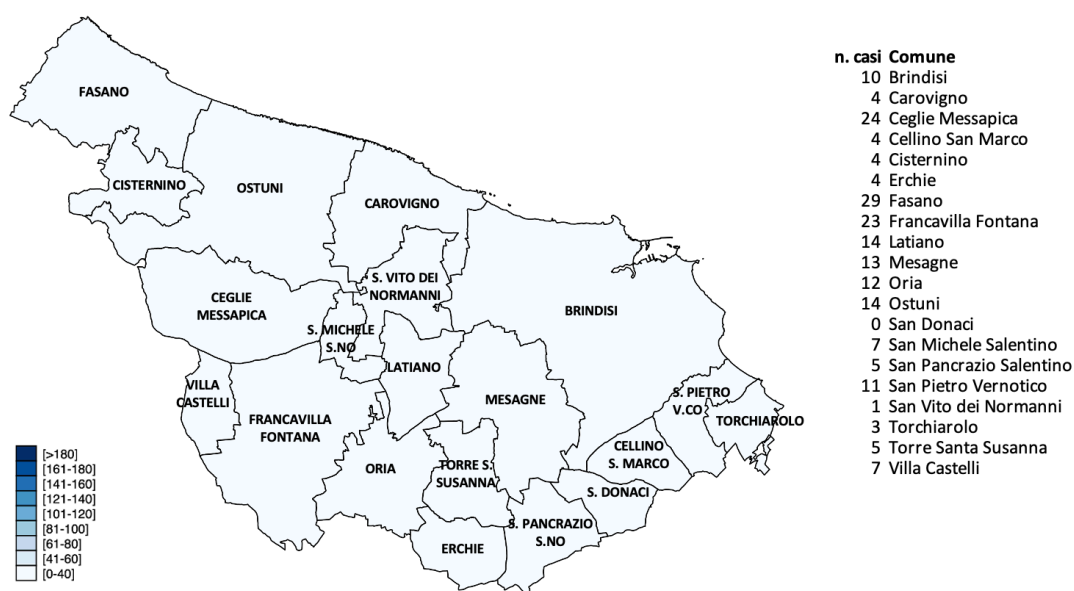 FASANO
CISTERNINO
OSTUNI
CAROVIGNO
S. VITO DEI
NORMANNI
CEGLIE
MESSAPICA
S. MICHELE
S.NO
BRINDISI
LATIANO
VILLA
CASTELLI
MESAGNE
FRANCAVILLA
FONTANA
S. PIETRO
V.CO
TORCHIAROLO
CELLINO
S. MARCO
ORIA
TORRE S.
SUSANNA
S. DONACI
S. PANCRAZIO
S.NO
ERCHIE
[>180]
[161-180]
[141-160]
[121-140]
[101-120]
[81-100]
[61-80]
[41-60]
[0-40]
n. casi Comune
10 Brindisi
4 Carovigno
24 Ceglie Messapica
4 Cellino San Marco
4 Cisternino
4 Erchie
29 Fasano
23 Francavilla Fontana
14 Latiano
13 Mesagne
12 Oria
14 Ostuni
0 San Donaci
7 San Michele Salentino
5 San Pancrazio Salentino
11 San Pietro Vernotico
1 San Vito dei Normanni
3 Torchiarolo
5 Torre Santa Susanna
7 Villa Castelli